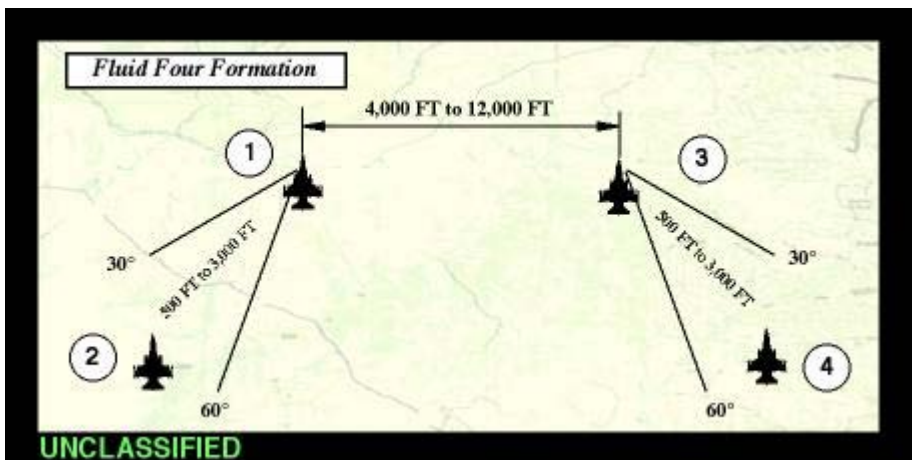 Fluid Four Formation
4,000 FT to 12,000 FT
1
3
500 FT to 3,000 FT
500 FT to 3,000 FT
30°
30°
2
4
60°
60°
UNCLASSIFIED